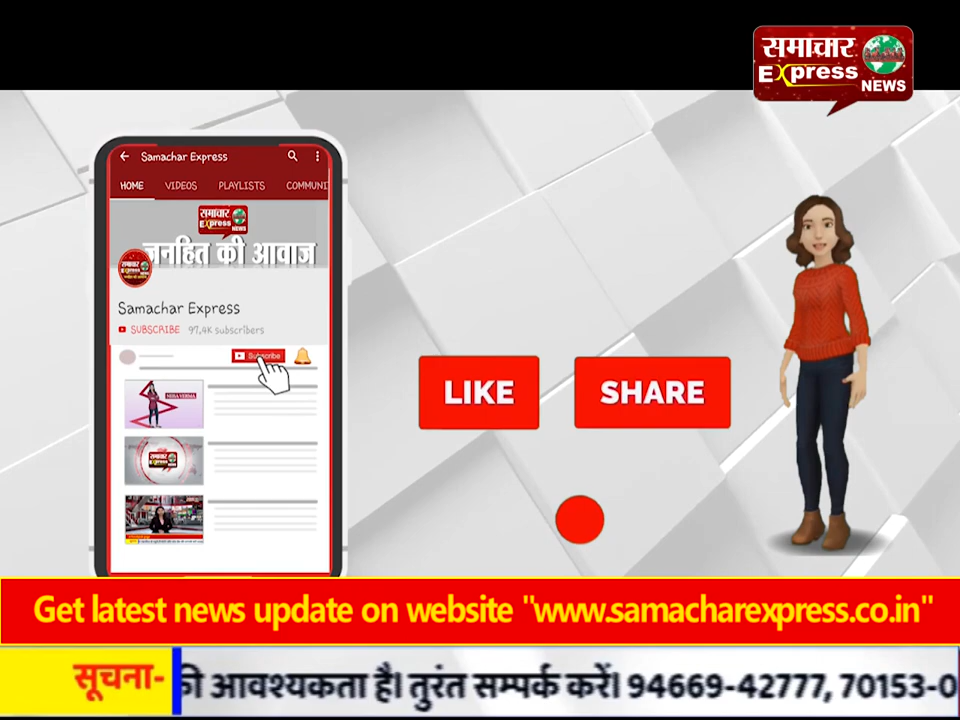 समाचार
Express
NEWS
Samachar Express
HOME VIDEOS PLAYLISTS COMMUNI
समाचार
Express
NEWS
जनहित की आवाज
Samachar Express
SUBSCRIBE 97.4K subscribers
Subscribe
LIKE SHARE
Get latest news update on website "www.samacharexpress.co.in"
सूचना- की आवश्यकता है। तुरंत सम्पर्क करें। 94669-42777, 70153-0